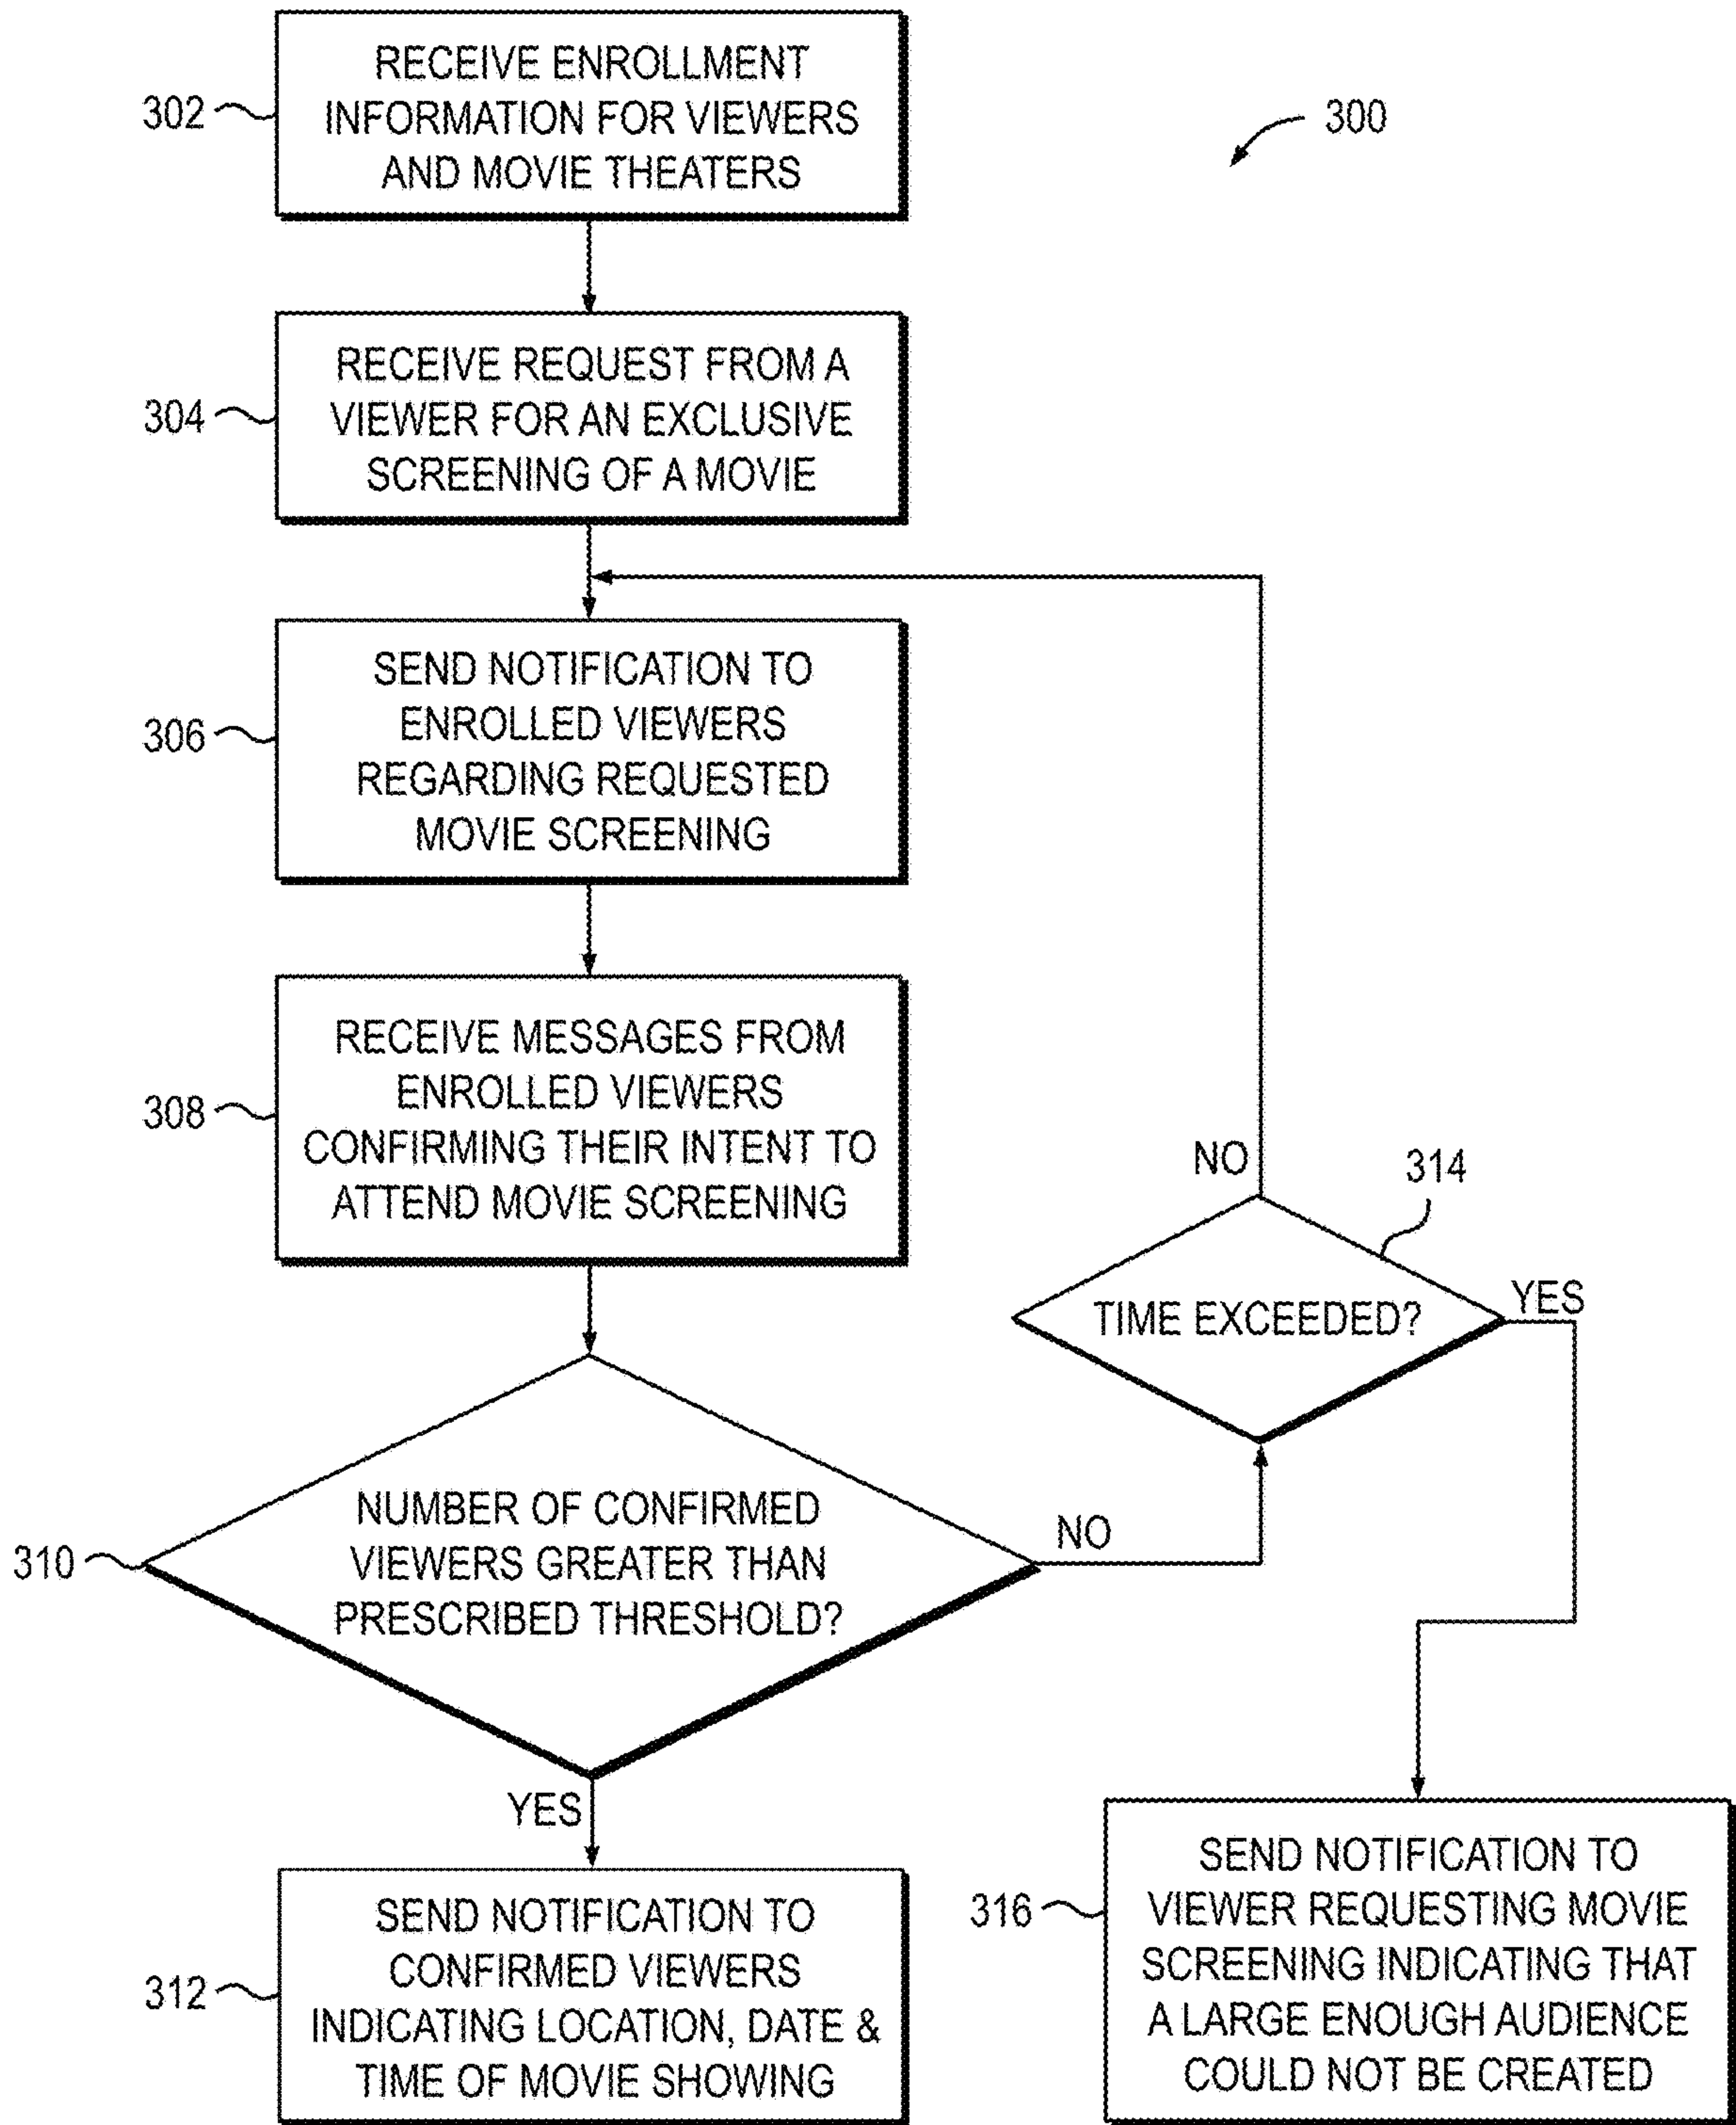 302
RECEIVE ENROLLMENT
INFORMATION FOR VIEWERS
AND MOVIE THEATERS
300
304
RECEIVE REQUEST FROM A
VIEWER FOR AN EXCLUSIVE
SCREENING OF A MOVIE
306
SEND NOTIFICATION TO
ENROLLED VIEWERS
REGARDING REQUESTED
MOVIE SCREENING
308
RECEIVE MESSAGES FROM
ENROLLED VIEWERS
CONFIRMING THEIR INTENT TO
ATTEND MOVIE SCREENING
NO
314
TIME EXCEEDED?
YES
310
NUMBER OF CONFIRMED
VIEWERS GREATER THAN
PRESCRIBED THRESHOLD?
NO
YES
312
SEND NOTIFICATION TO
CONFIRMED VIEWERS
INDICATING LOCATION, DATE &
TIME OF MOVIE SHOWING
316
SEND NOTIFICATION TO
VIEWER REQUESTING MOVIE
SCREENING INDICATING THAT
A LARGE ENOUGH AUDIENCE
COULD NOT BE CREATED